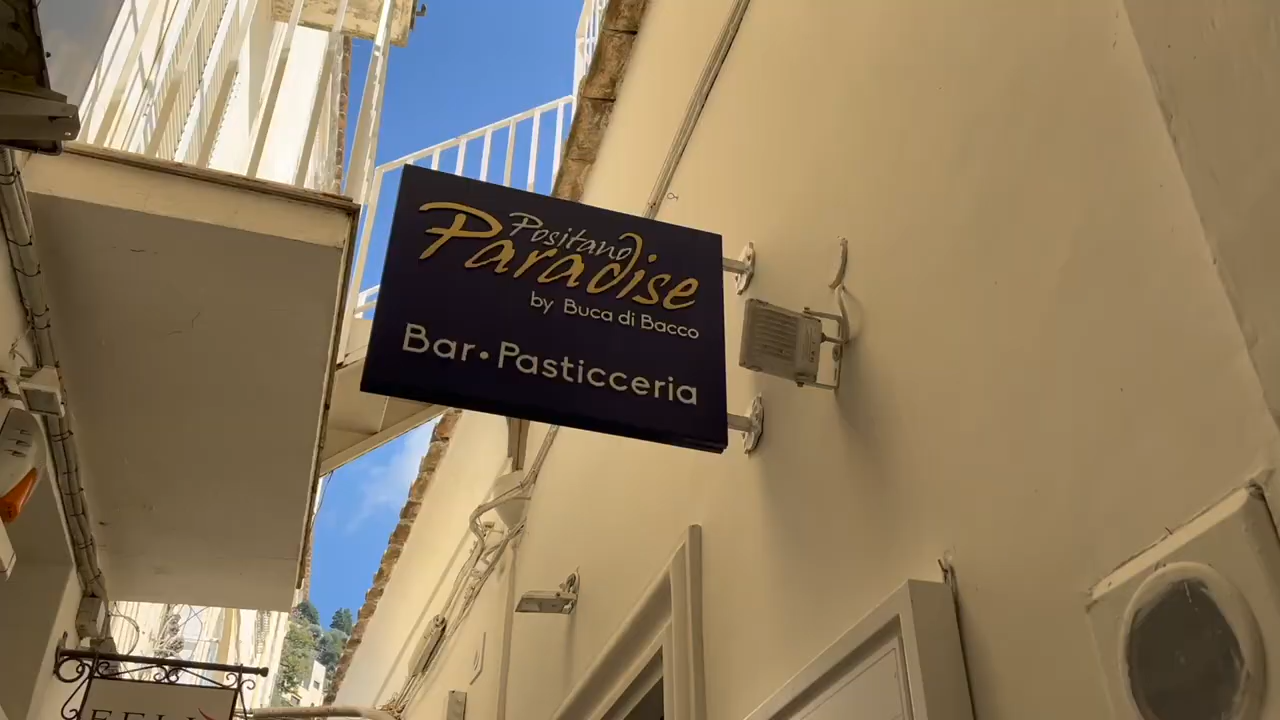 Positano
Paradise
by Buca di Bacco
Bar • Pasticceria